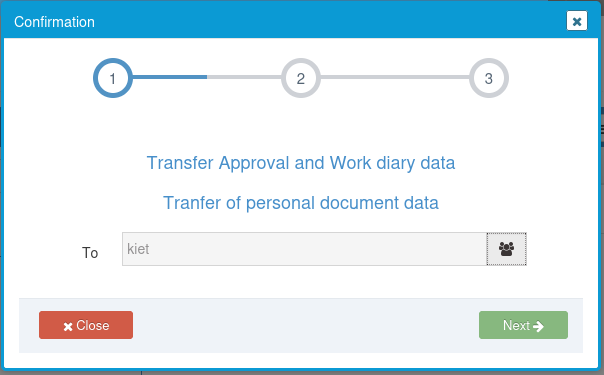 Confirmation
1 2 3
Transfer Approval and Work diary data
Tranfer of personal document data
To kiet
Close Next